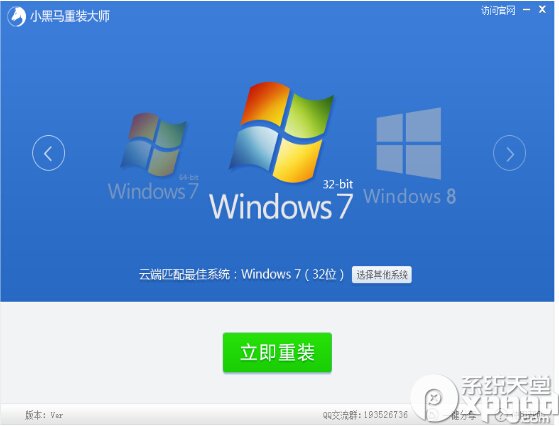 小黑马重装大师
访问官网
64-bit
Windows 7
32-bit
Windows 7
Windows 8
云端匹配最佳系统：Windows 7（32位）
选择其他系统
立即重装
版本：Ver
QQ交流群：193526736
一键分享
系统天堂